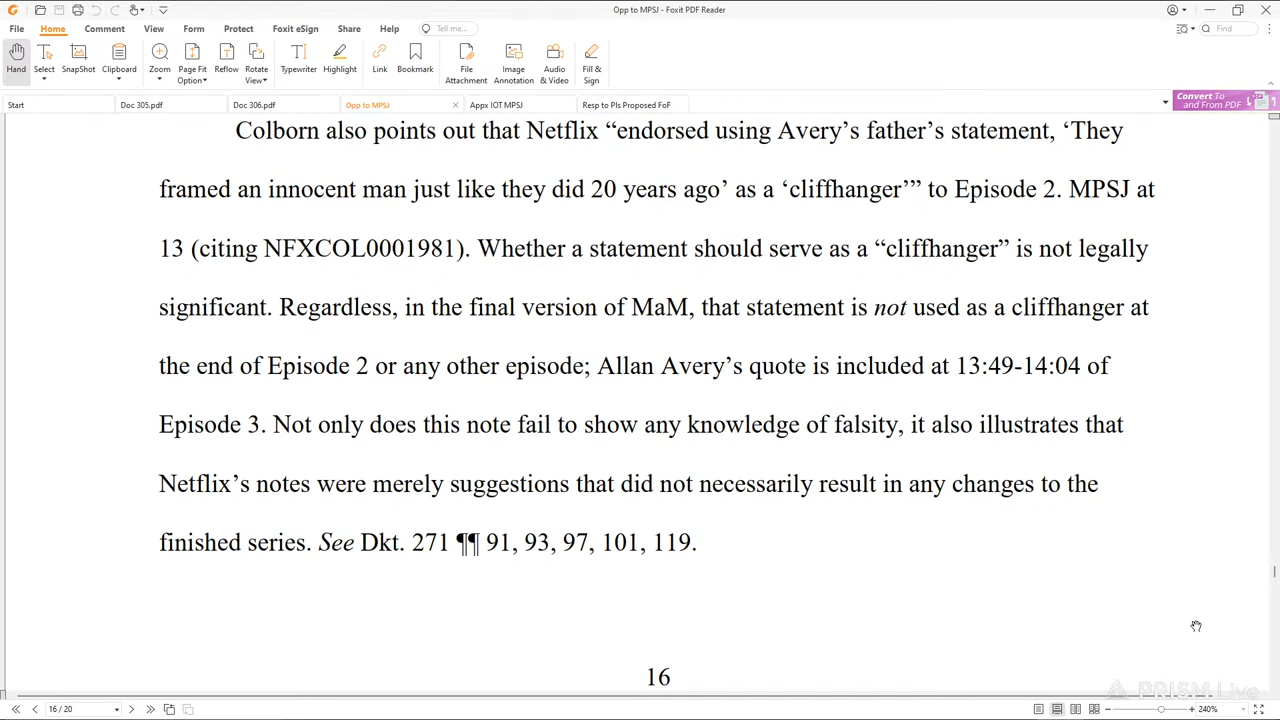 Opp to MPSJ - Foxit PDF Reader
File Home Comment View Form Protect Foxit eSign Share Help Tell me... Find
Hand Select SnapShot Clipboard Zoom Page Fit Option Reflow Rotate View Typewriter Highlight Link Bookmark File Attachment Image Annotation Audio & Video Fill & Sign
Start Doc 305.pdf Doc 306.pdf Opp to MPSJ Appx IOT MPSJ Resp to Pls Proposed FoF Convert To and From PDF
Colborn also points out that Netflix “endorsed using Avery’s father’s statement, ‘They
framed an innocent man just like they did 20 years ago’ as a ‘cliffhanger’” to Episode 2. MPSJ at
13 (citing NFXCOL0001981). Whether a statement should serve as a “cliffhanger” is not legally
significant. Regardless, in the final version of MaM, that statement is not used as a cliffhanger at
the end of Episode 2 or any other episode; Allan Avery’s quote is included at 13:49-14:04 of
Episode 3. Not only does this note fail to show any knowledge of falsity, it also illustrates that
Netflix’s notes were merely suggestions that did not necessarily result in any changes to the
finished series. See Dkt. 271 ¶¶ 91, 93, 97, 101, 119.
16
PRISM Live
16 / 20 240%